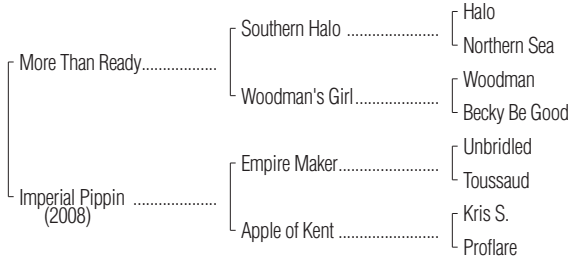 Halo
Southern Halo ...................
Northern Sea
More Than Ready...................
Woodman
Woodman's Girl...................
Becky Be Good
Unbridled
Empire Maker....................
Toussaud
Imperial Pippin .................
(2008)
Kris S.
Apple of Kent ....................
Proflare